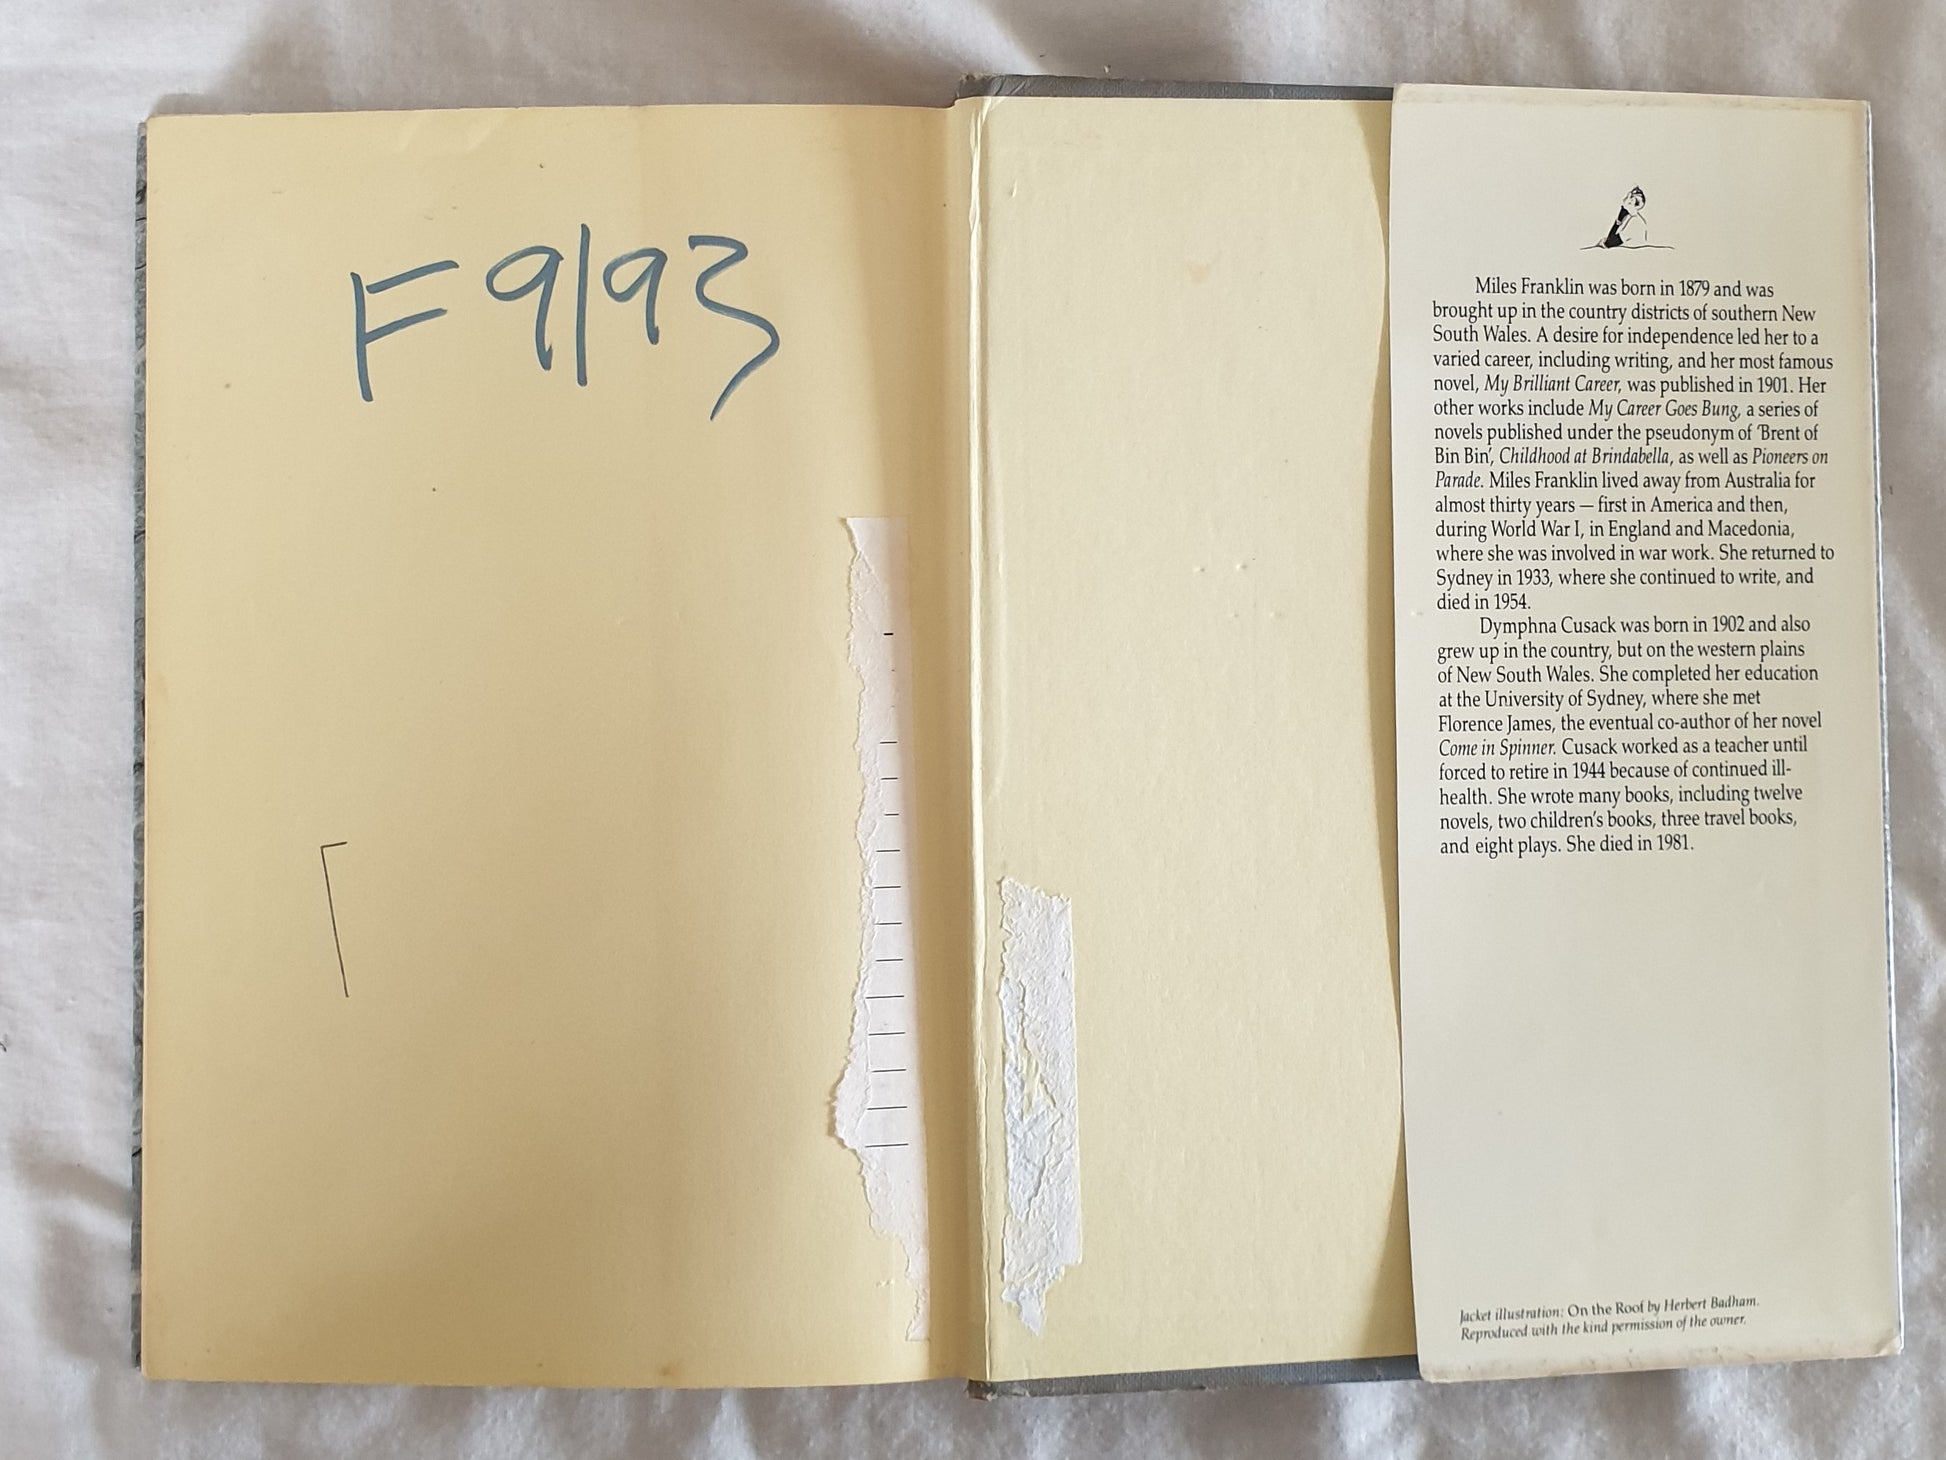 F9193
Miles Franklin was born in 1879 and was
brought up in the country districts of southern New
South Wales. A desire for independence led her to a
varied career, including writing, and her most famous
novel, My Brilliant Career, was published in 1901. Her
other works include My Career Goes Bung, a series of
novels published under the pseudonym of 'Brent of
Bin Bin', Childhood at Brindabella, as well as Pioneers on
Parade. Miles Franklin lived away from Australia for
almost thirty years — first in America and then,
during World War I, in England and Macedonia,
where she was involved in war work. She returned to
Sydney in 1933, where she continued to write, and
died in 1954.
Dymphna Cusack was born in 1902 and also
grew up in the country, but on the western plains
of New South Wales. She completed her education
at the University of Sydney, where she met
Florence James, the eventual co-author of her novel
Come in Spinner. Cusack worked as a teacher until
forced to retire in 1944 because of continued ill-
health. She wrote many books, including twelve
novels, two children's books, three travel books,
and eight plays. She died in 1981.
Jacket illustration: On the Roof by Herbert Badham.
Reproduced with the kind permission of the owner.